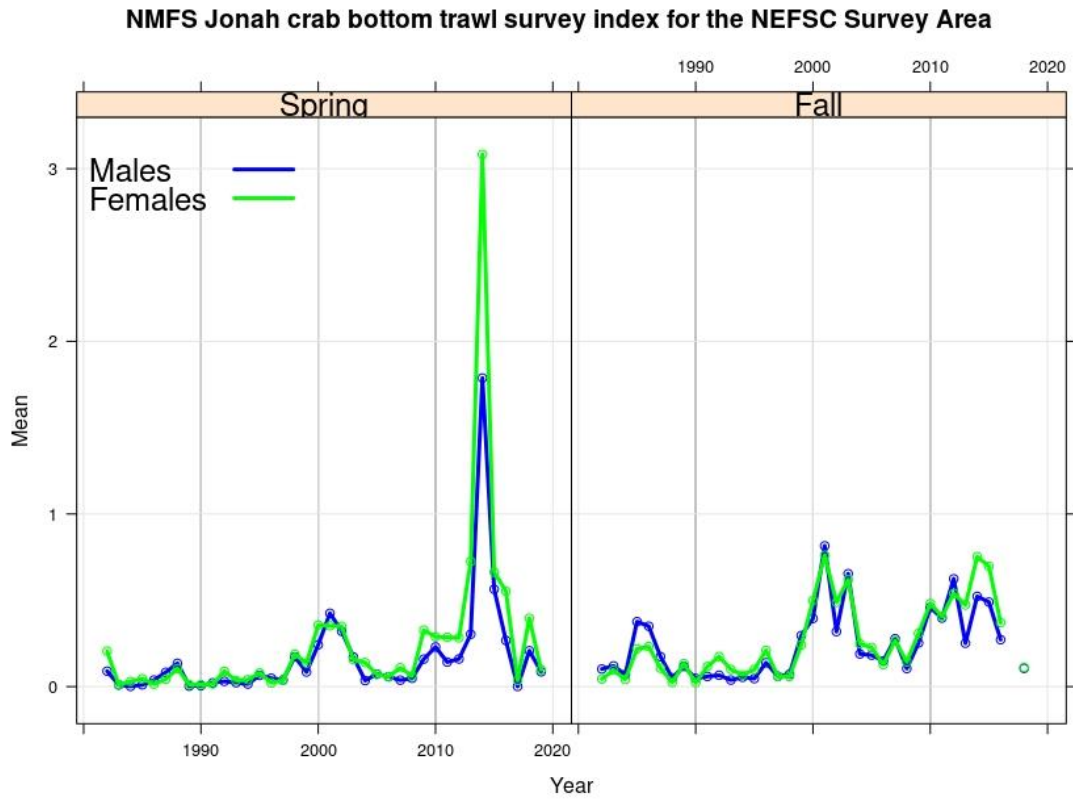 NMFS Jonah crab bottom trawl survey index for the NEFSC Survey Area
1990 2000 2010 2020
Spring Fall
Males
Females
3
2
1
0
Mean
1990 2000 2010 2020
Year